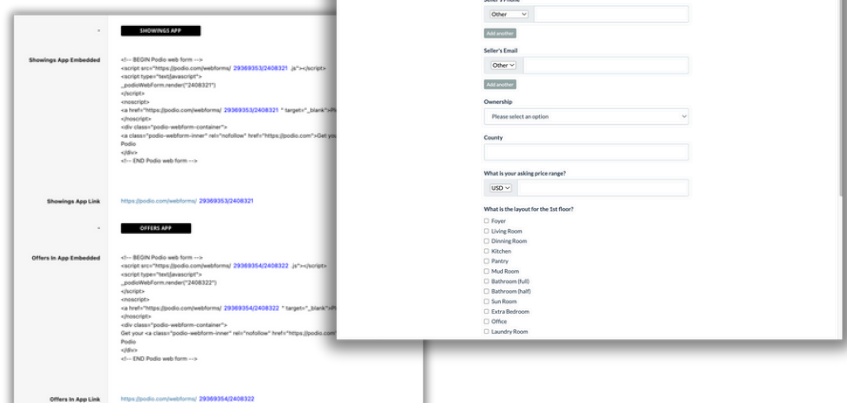 SHOWINGS APP
Showings App Embedded
<!-- BEGIN Podio web form -->
<script src="https://podio.com/webforms/ 29369353/2408321 .js"></script>
<script type="text/javascript">
_podioWebForm.render("2408321")
</script>
<noscript>
<a href="https://podio.com/webforms/ 29369353/2408321 " target="_blank">Pl
</noscript>
<div class="podio-webform-container">
<a class="podio-webform-inner" rel="nofollow" href="https://podio.com">Get you
Podio
</div>
<!-- END Podio web form -->
Showings App Link
https://podio.com/webforms/ 29369353/2408321
OFFERS APP
Offers In App Embedded
<!-- BEGIN Podio web form -->
<script src="https://podio.com/webforms/ 29369354/2408322 .js"></script>
<script type="text/javascript">
_podioWebForm.render("2408322")
</script>
<noscript>
<a href="https://podio.com/webforms/ 29369354/2408322 " target="_blank">Pl
</noscript>
<div class="podio-webform-container">
Get your <a class="podio-webform-inner" rel="nofollow" href="https://podio.com"
Podio
</div>
<!-- END Podio web form -->
Offers In App Link
https://podio.com/webforms/ 29369354/2408322
Seller's Phone
Other
Add another
Seller's Email
Other
Add another
Ownership
Please select an option
County
What is your asking price range?
USD
What is the layout for the 1st floor?
Foyer
Living Room
Dinning Room
Kitchen
Pantry
Mud Room
Bathroom (full)
Bathroom (half)
Sun Room
Extra Bedroom
Office
Laundry Room